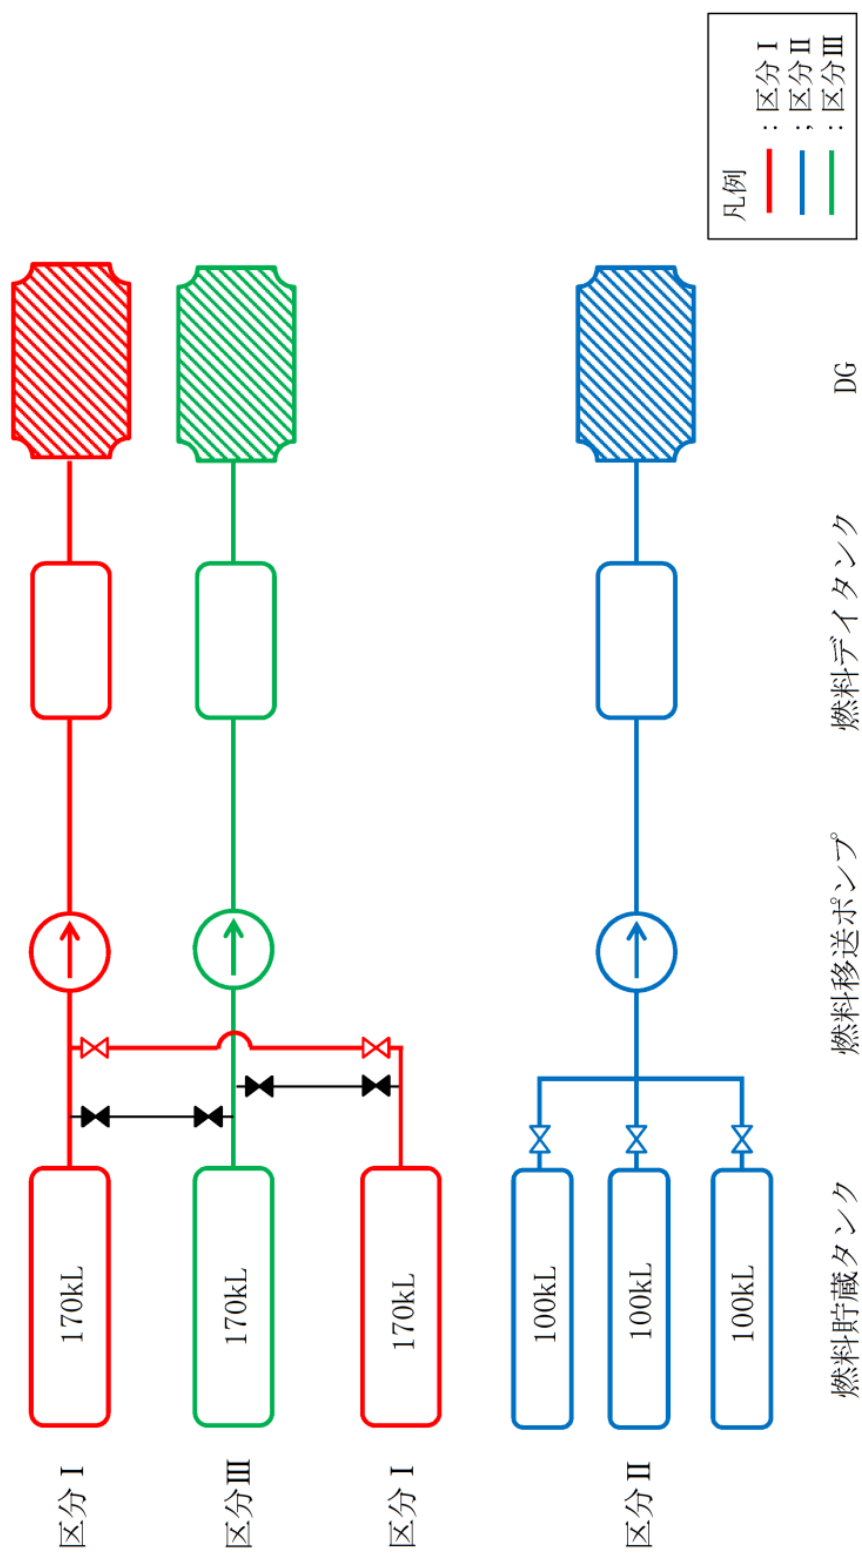 区分Ⅰ
170kL
区分Ⅲ
170kL
区分Ⅰ
170kL
区分Ⅱ
100kL
100kL
100kL
燃料貯蔵タンク
燃料移送ポンプ
燃料デイタンク
DG
凡例
：区分Ⅰ
；区分Ⅱ
：区分Ⅲ